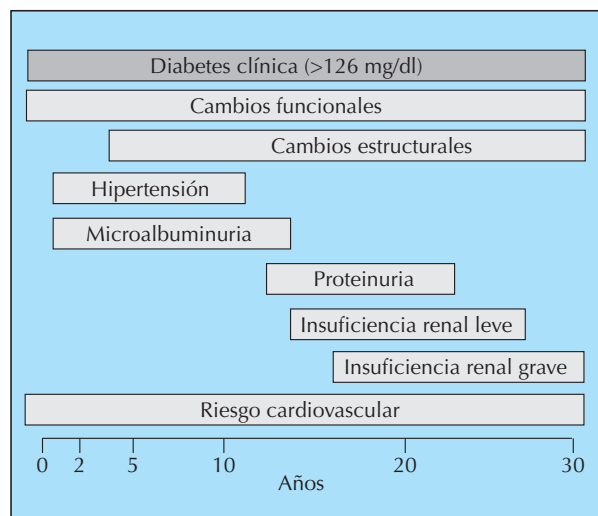 Diabetes clínica (>126 mg/dl)
Cambios funcionales
Cambios estructurales
Hipertensión
Microalbuminuria
Proteinuria
Insuficiencia renal leve
Insuficiencia renal grave
Riesgo cardiovascular
0 2 5 10 20 30
Años